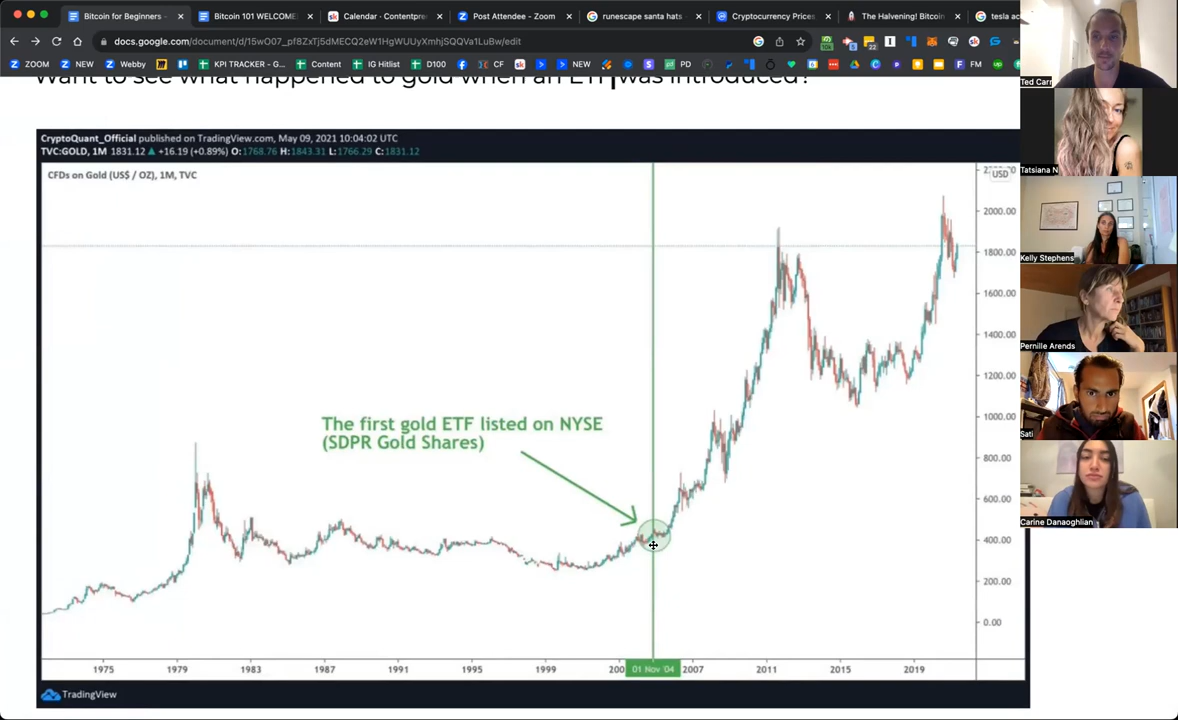 Bitcoin for Beginners -
Bitcoin 101 WELCOME
Calendar - Contentpre
Post Attendee - Zoom
runescape santa hats
Cryptocurrency Prices
The Halvening! Bitcoin
tesla ac
docs.google.com/document/d/15wO07_pf8ZxTj5dMECQ2eW1HgWUUyXmhjSQQVa1LuBw/edit
ZOOM
NEW
Webby
KPI TRACKER - G...
Content
IG Hitlist
D100
CF
NEW
PD
FM
Want to see what happened to gold when an ETF was introduced?
CryptoQuant_Official published on TradingView.com, May 09, 2021 10:04:02 UTC
TVC:GOLD, 1M 1831.12 ▲ +16.19 (+0.89%) O:1768.76 H:1843.31 L:1766.29 C:1831.12
CFDs on Gold (US$ / OZ), 1M, TVC
USD
2000.00
1800.00
1600.00
1400.00
1200.00
1000.00
800.00
600.00
400.00
200.00
0.00
The first gold ETF listed on NYSE
(SDPR Gold Shares)
1975
1979
1983
1987
1991
1995
1999
200
01 Nov '04
2007
2011
2015
2019
TradingView
Ted Carr
Tatsiana N
Kelly Stephens
Pernille Arends
Sati
Carine Danaoghlian